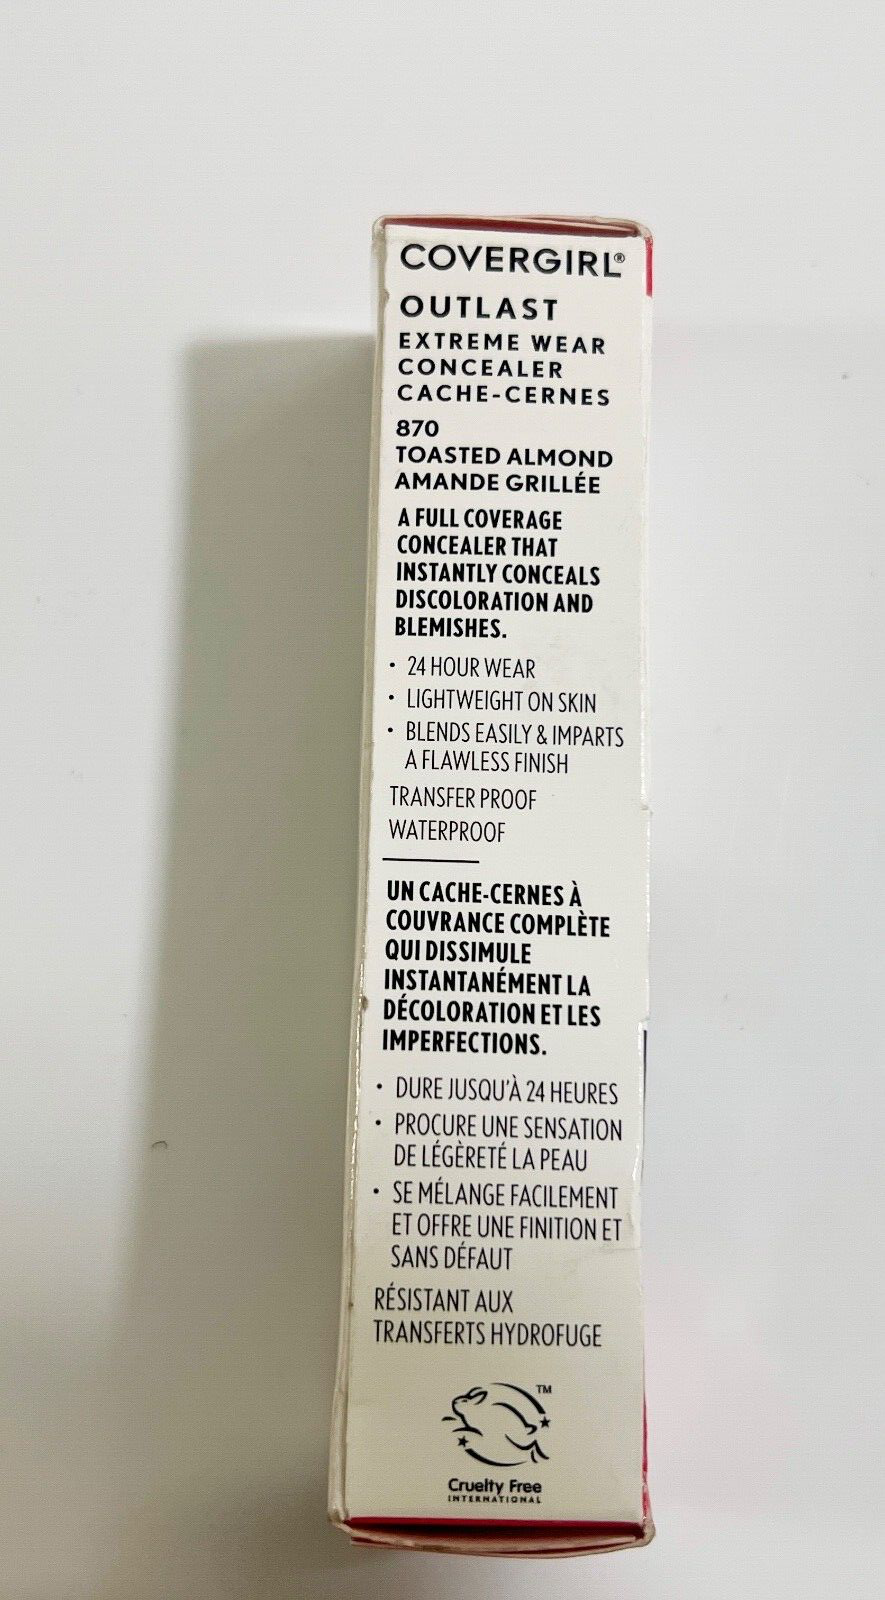 COVERGIRL®
OUTLAST
EXTREME WEAR
CONCEALER
CACHE-CERNES
870
TOASTED ALMOND
AMANDE GRILLÉE
A FULL COVERAGE
CONCEALER THAT
INSTANTLY CONCEALS
DISCOLORATION AND
BLEMISHES.
• 24 HOUR WEAR
• LIGHTWEIGHT ON SKIN
• BLENDS EASILY & IMPARTS
A FLAWLESS FINISH
TRANSFER PROOF
WATERPROOF
UN CACHE-CERNES À
COUVRANCE COMPLÈTE
QUI DISSIMULE
INSTANTANÉMENT LA
DÉCOLORATION ET LES
IMPERFECTIONS.
• DURE JUSQU'À 24 HEURES
• PROCURE UNE SENSATION
DE LÉGÈRETÉ LA PEAU
• SE MÉLANGE FACILEMENT
ET OFFRE UNE FINITION ET
SANS DÉFAUT
RÉSISTANT AUX
TRANSFERTS HYDROFUGE
TM
Cruelty Free
INTERNATIONAL